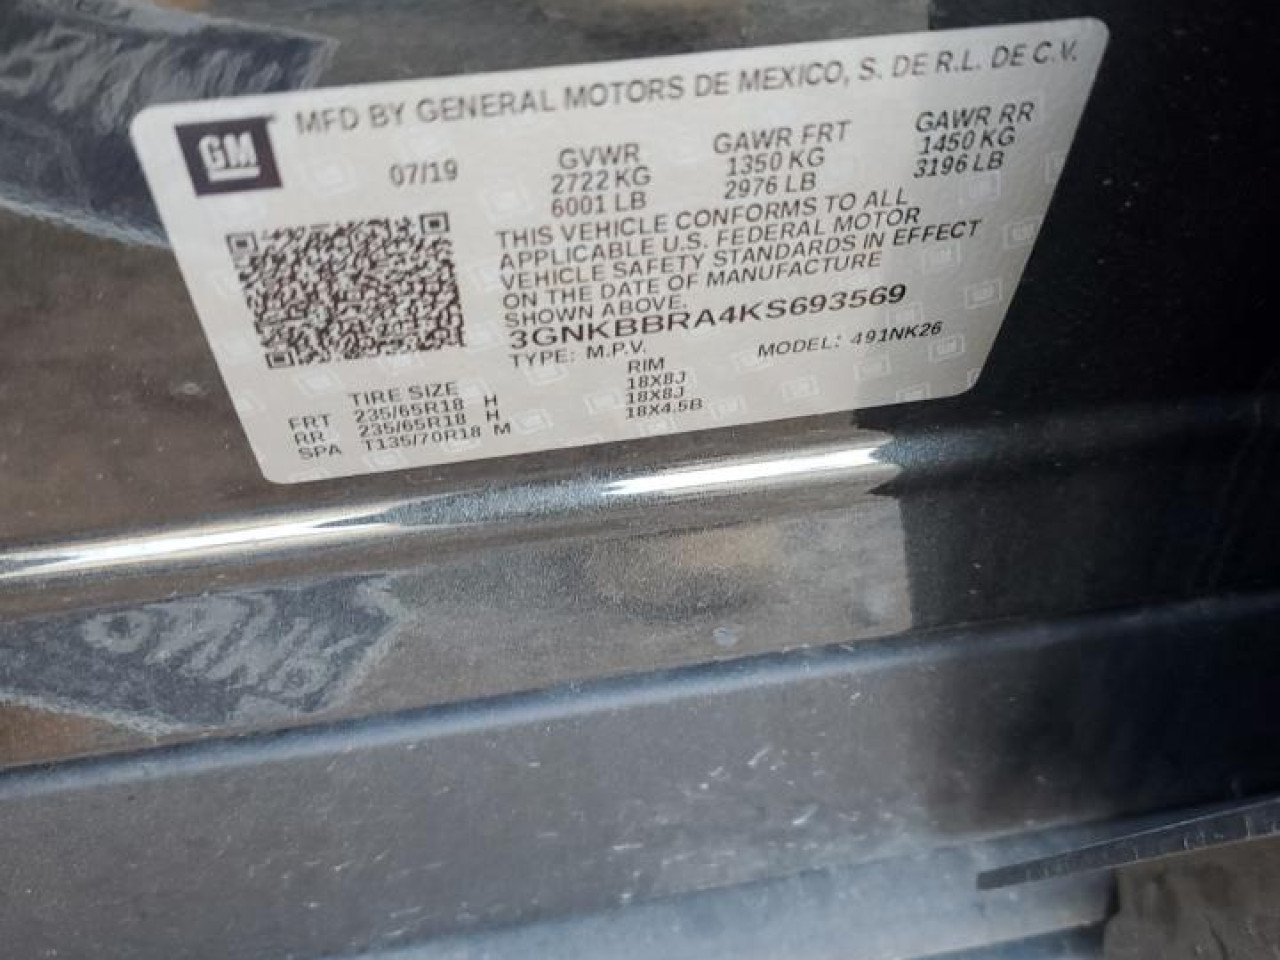 MFD BY GENERAL MOTORS DE MEXICO, S. DE R.L. DE C.V.
GM
07/19
GVWR
2722 KG
6001 LB
GAWR FRT
1350 KG
2976 LB
GAWR RR
1450 KG
3196 LB
THIS VEHICLE CONFORMS TO ALL
APPLICABLE U.S. FEDERAL MOTOR
VEHICLE SAFETY STANDARDS IN EFFECT
ON THE DATE OF MANUFACTURE
SHOWN ABOVE.
3GNKBBRA4KS693569
TYPE: M.P.V. MODEL: 491NK26
TIRE SIZE RIM
FRT 235/65R18 H 18X8J
RR 235/65R18 H 18X8J
SPA T135/70R18 M 18X4.5B